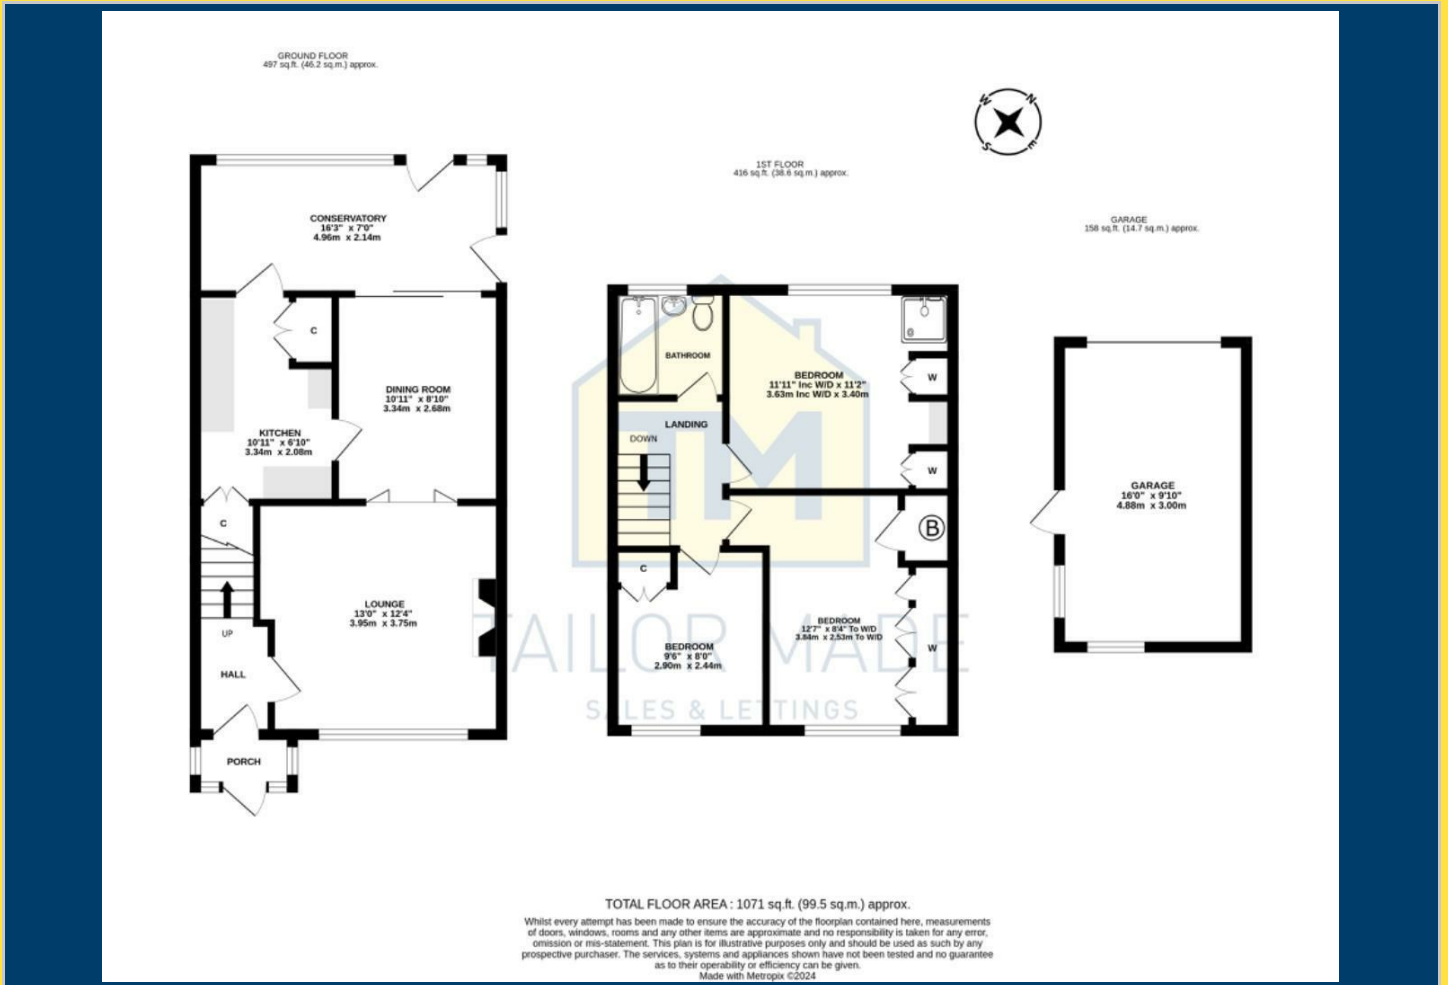 GROUND FLOOR
497 sq.ft. (46.2 sq.m.) approx.
W N
S E
1ST FLOOR
416 sq.ft. (38.6 sq.m.) approx.
GARAGE
158 sq.ft. (14.7 sq.m.) approx.
CONSERVATORY
16'3" x 7'0"
4.96m x 2.14m
C
DINING ROOM
10'11" x 8'10"
3.34m x 2.68m
KITCHEN
10'11" x 6'10"
3.34m x 2.08m
C
LOUNGE
13'0" x 12'4"
3.95m x 3.75m
UP
HALL
PORCH
BATHROOM
BEDROOM
11'11" Inc W/D x 11'2"
3.63m Inc W/D x 3.40m
W
LANDING
DOWN
W
B
C
BEDROOM
12'7" x 8'4" To W/D
3.84m x 2.53m To W/D
W
BEDROOM
9'6" x 8'0"
2.90m x 2.44m
GARAGE
16'0" x 9'10"
4.88m x 3.00m
TM
TAILOR MADE
SALES & LETTINGS
TOTAL FLOOR AREA : 1071 sq.ft. (99.5 sq.m.) approx.
Whilst every attempt has been made to ensure the accuracy of the floorplan contained here, measurements
of doors, windows, rooms and any other items are approximate and no responsibility is taken for any error,
omission or mis-statement. This plan is for illustrative purposes only and should be used as such by any
prospective purchaser. The services, systems and appliances shown have not been tested and no guarantee
as to their operability or efficiency can be given.
Made with Metropix ©2024